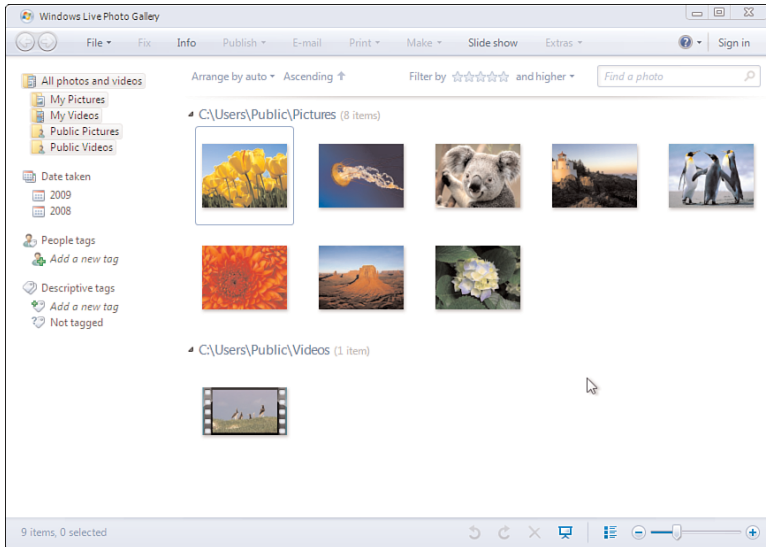 Windows Live Photo Gallery
File Fix Info Publish E-mail Print Make Slide show Extras Sign in
All photos and videos
My Pictures
My Videos
Public Pictures
Public Videos
Date taken
2009
2008
People tags
Add a new tag
Descriptive tags
Add a new tag
Not tagged
Arrange by auto Ascending Filter by and higher Find a photo
C:\Users\Public\Pictures (8 items)
C:\Users\Public\Videos (1 item)
9 items, 0 selected